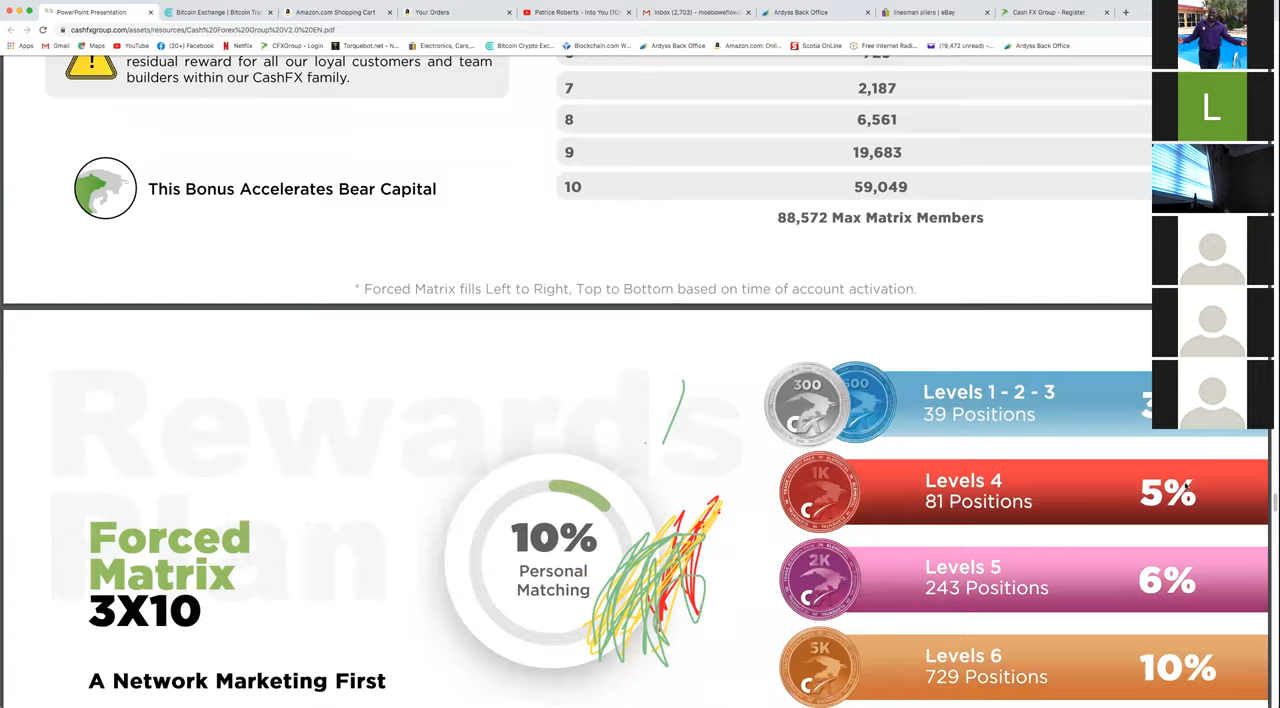 PowerPoint Presentation
Bitcoin Exchange | Bitcoin Tra
Amazon.com Shopping Cart
Your Orders
Patrice Roberts - Into You (10
Inbox (2,703) - moeboweflow
Ardyss Back Office
linesman pliers | eBay
Cash FX Group - Register
cashfxgroup.com/assets/resources/Cash%20Forex%20Group%20V2.0%20EN.pdf
Apps Gmail Maps YouTube (20+) Facebook Netflix CFXGroup - Login Torquebot.net - N... Electronics, Cars,... Bitcoin Crypto Exc... Blockchain.com W... Ardyss Back Office Amazon.com: Onl... Scotia OnLine Free Internet Radi... (19,472 unread) - ... Ardyss Back Office
residual reward for all our loyal customers and team
builders within our CashFX family.
7 2,187
8 6,561
9 19,683
10 59,049
88,572 Max Matrix Members
This Bonus Accelerates Bear Capital
* Forced Matrix fills Left to Right, Top to Bottom based on time of account activation.
L
Rewards
Plan
Forced
Matrix
3X10
A Network Marketing First
10%
Personal
Matching
300
500
Levels 1 - 2 - 3
39 Positions
1K
Levels 4
81 Positions
5%
2K
Levels 5
243 Positions
6%
5K
Levels 6
729 Positions
10%